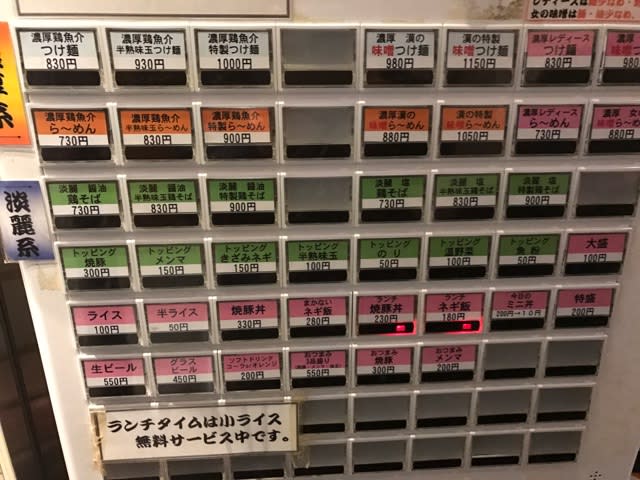 濃厚鶏魚介
つけ麺
830円
濃厚鶏魚介
半熟味玉つけ麺
930円
濃厚鶏魚介
特製つけ麺
1000円
濃厚 漢の
味噌つけ麺
980円
漢の特製
味噌つけ麺
1150円
濃厚レディース
つけ麺
830円
濃厚鶏魚介
ら〜めん
730円
濃厚鶏魚介
半熟味玉ら〜めん
830円
濃厚鶏魚介
特製ら〜めん
900円
濃厚漢の
味噌ら〜めん
880円
漢の特製
味噌ら〜めん
1050円
濃厚レディース
らーめん
730円
880円
淡麗系
淡麗 醤油
鶏そば
730円
淡麗 醤油
半熟味玉鶏そば
830円
淡麗 醤油
特製鶏そば
900円
淡麗 塩
鶏そば
730円
淡麗 塩
半熟味玉鶏そば
830円
淡麗 塩
特製鶏そば
900円
トッピング
焼豚
300円
トッピング
メンマ
150円
トッピング
きざみネギ
150円
トッピング
半熟味玉
100円
トッピング
のり
50円
トッピング
温野菜
100円
トッピング
魚粉
50円
大盛
100円
ライス
100円
半ライス
50円
焼豚丼
330円
まかない
ネギ飯
280円
ランチ
焼豚丼
230円
ランチ
ネギ飯
180円
今日の
ミニ丼
200円→10円
特盛
200円
生ビール
550円
グラス
ビール
450円
ソフトドリンク
コーラorオレンジ
200円
おつまみ
3品盛り
550円
おつまみ
焼豚
300円
おつまみ
メンマ
200円
ランチタイムは小ライス
無料サービス中です。